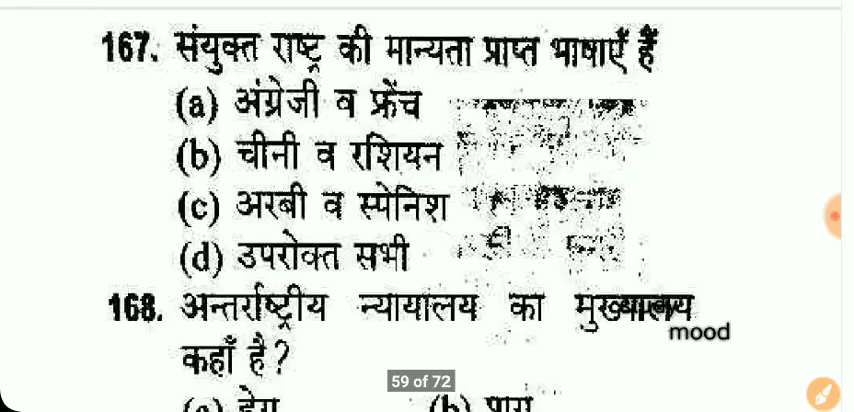 167. संयुक्त राष्ट्र की मान्यता प्राप्त भाषाएँ हैं
(a) अंग्रेजी व फ्रेंच
(b) चीनी व रशियन
(c) अरबी व स्पेनिश
(d) उपरोक्त सभी
168. अन्तर्राष्ट्रीय न्यायालय का मुख्यालय
mood
कहाँ है?
59 of 72
(a) हेग (b)